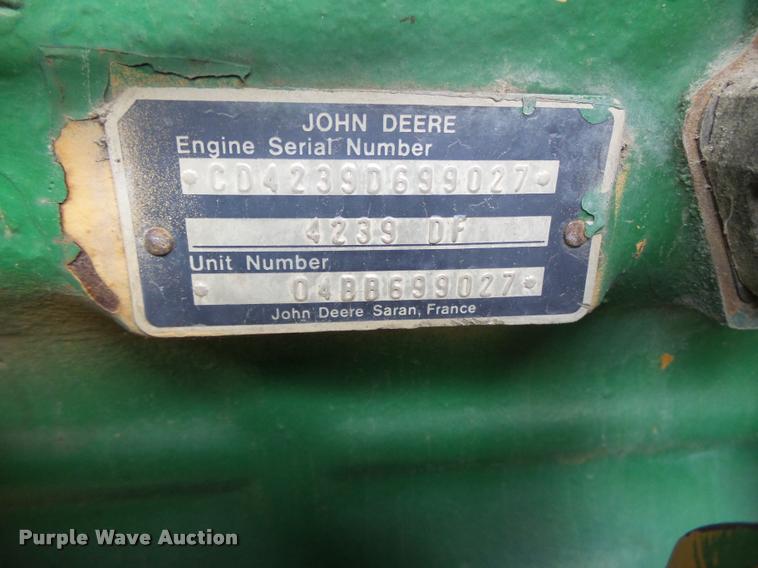 JOHN DEERE
Engine Serial Number
*CD4239D699027*
4239 DF
Unit Number
*04BB699027*
John Deere Saran, France
Purple Wave Auction